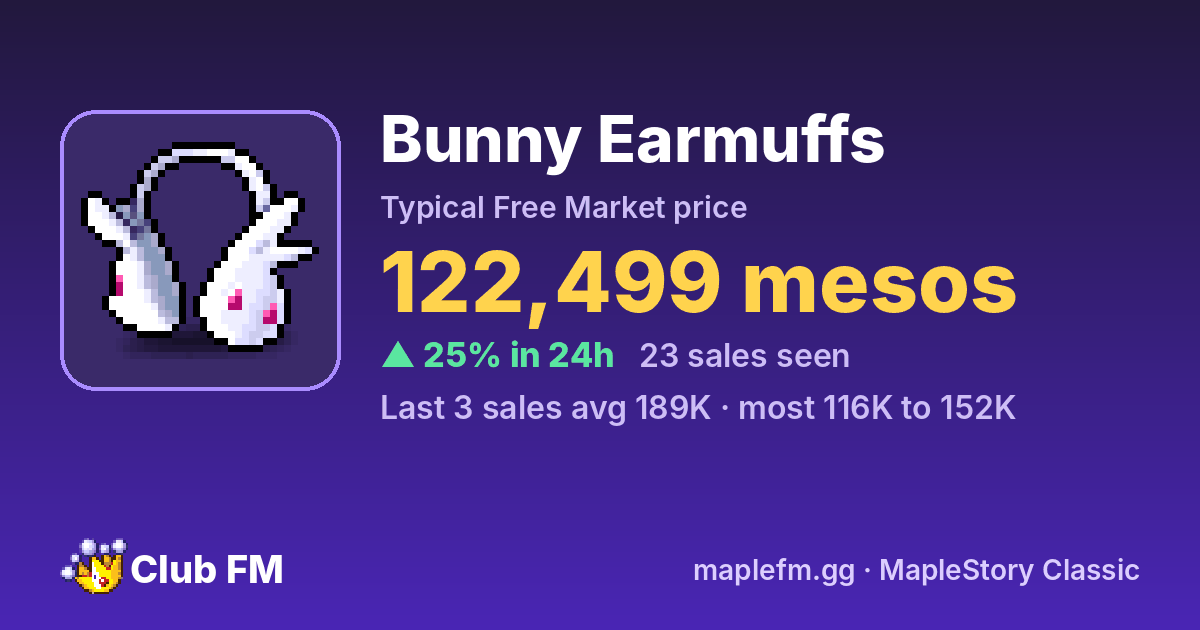 Bunny Earmuffs
Typical Free Market price
122,499 mesos
▲ 25% in 24h 23 sales seen
Last 3 sales avg 189K · most 116K to 152K
Club FM
maplefm.gg · MapleStory Classic